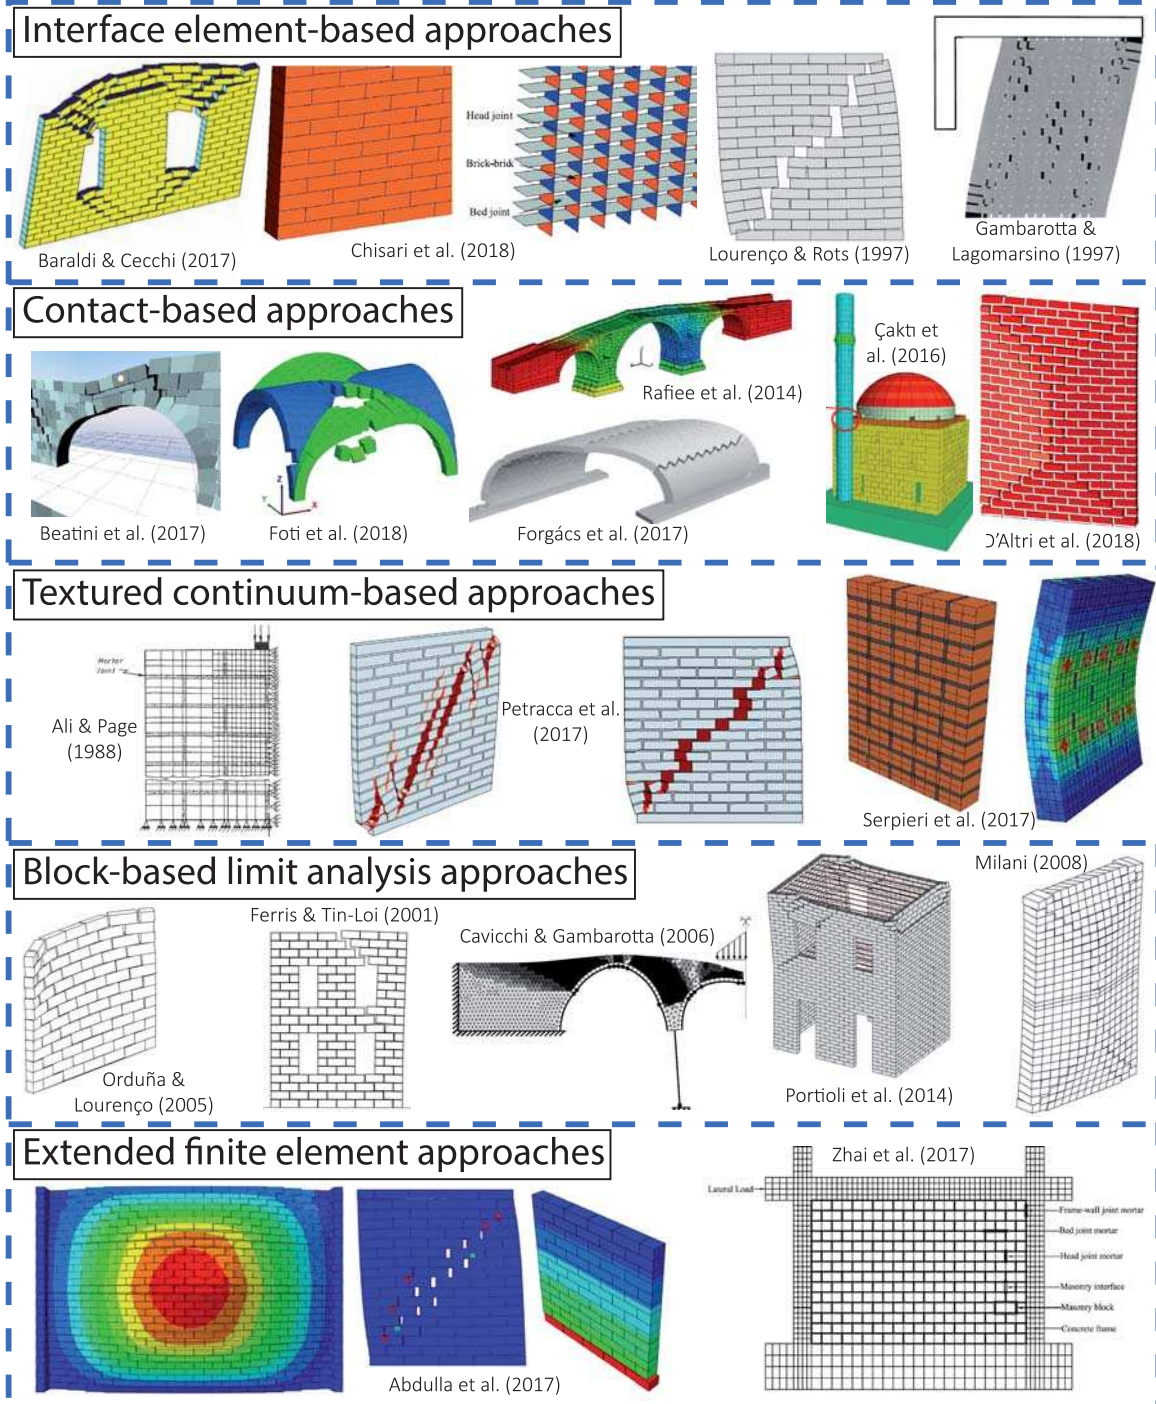 Interface element-based approaches
Head joint
Brick-brick
Bed joint
Baraldi & Cecchi (2017)
Chisari et al. (2018)
Lourenço & Rots (1997)
Gambarotta &
Lagomarsino (1997)
Contact-based approaches
Çaktı et
al. (2016)
Rafiee et al. (2014)
Z
Y
X
Beatini et al. (2017)
Foti et al. (2018)
Forgács et al. (2017)
D'Altri et al. (2018)
Textured continuum-based approaches
Mortar
Joint
Ali & Page
(1988)
Petracca et al.
(2017)
Serpieri et al. (2017)
Block-based limit analysis approaches
Milani (2008)
Ferris & Tin-Loi (2001)
Cavicchi & Gambarotta (2006)
Orduña &
Lourenço (2005)
Portioli et al. (2014)
Extended finite element approaches
Zhai et al. (2017)
Lateral Load
Frame-wall joint mortar
Bed joint mortar
Head joint mortar
Masonry interface
Masonry block
Concrete frame
Abdulla et al. (2017)